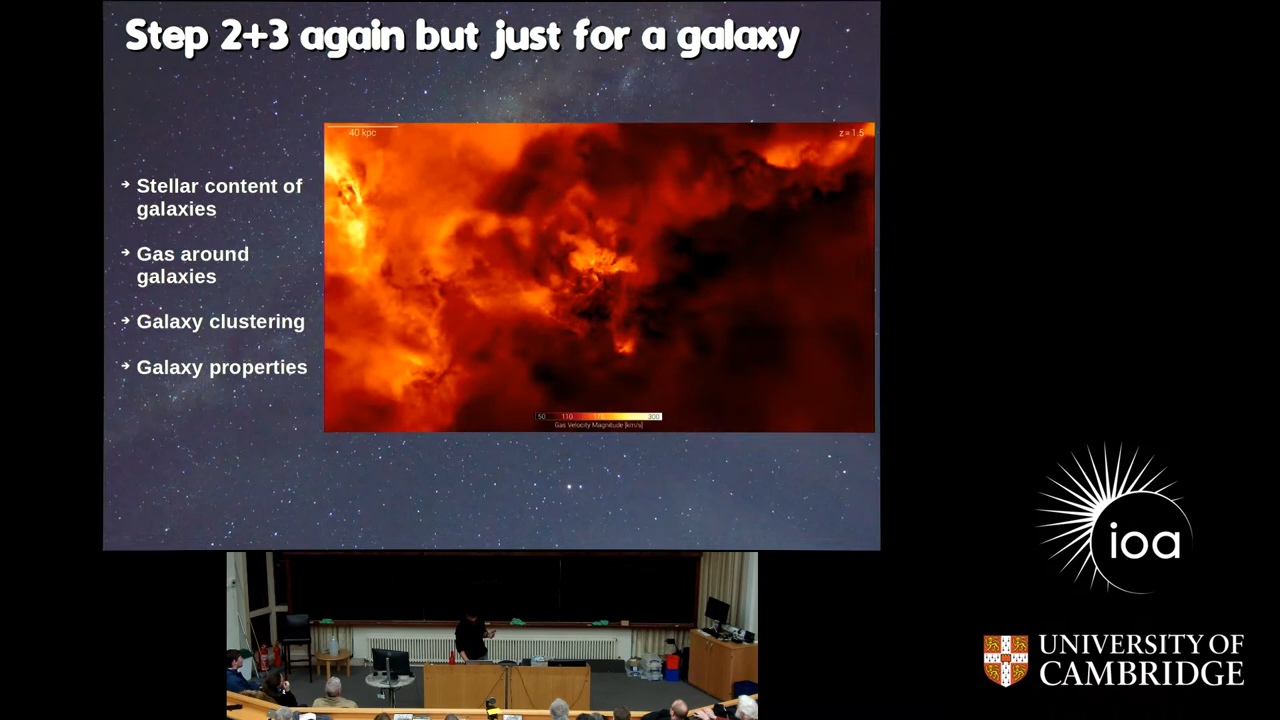 Step 2+3 again but just for a galaxy
40 kpc
z = 1.5
→ Stellar content of
galaxies
→ Gas around
galaxies
→ Galaxy clustering
→ Galaxy properties
50 110 175 300
Gas Velocity Magnitude [km/s]
ioa
UNIVERSITY OF
CAMBRIDGE